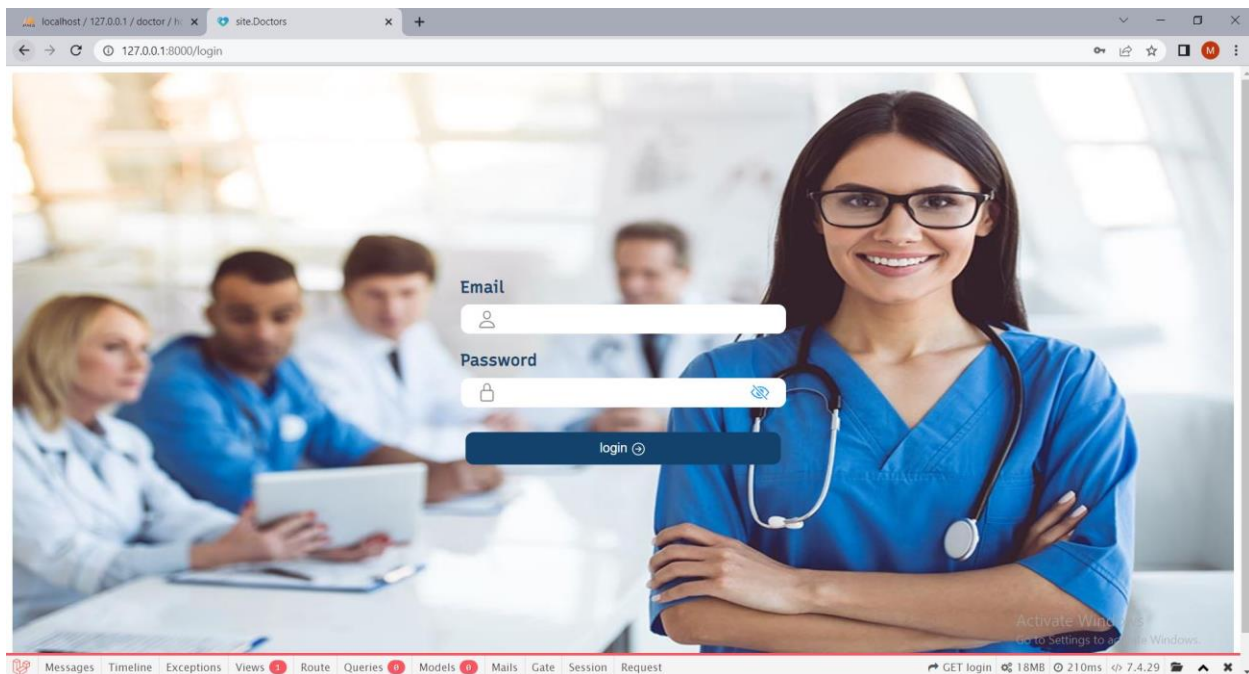 localhost / 127.0.0.1 / doctor / h
site.Doctors
127.0.0.1:8000/login
M
Email
Password
login
Activate Windows
Go to Settings to activate Windows.
Messages Timeline Exceptions Views 3 Route Queries 0 Models 0 Mails Gate Session Request
GET login 18MB 210ms 7.4.29